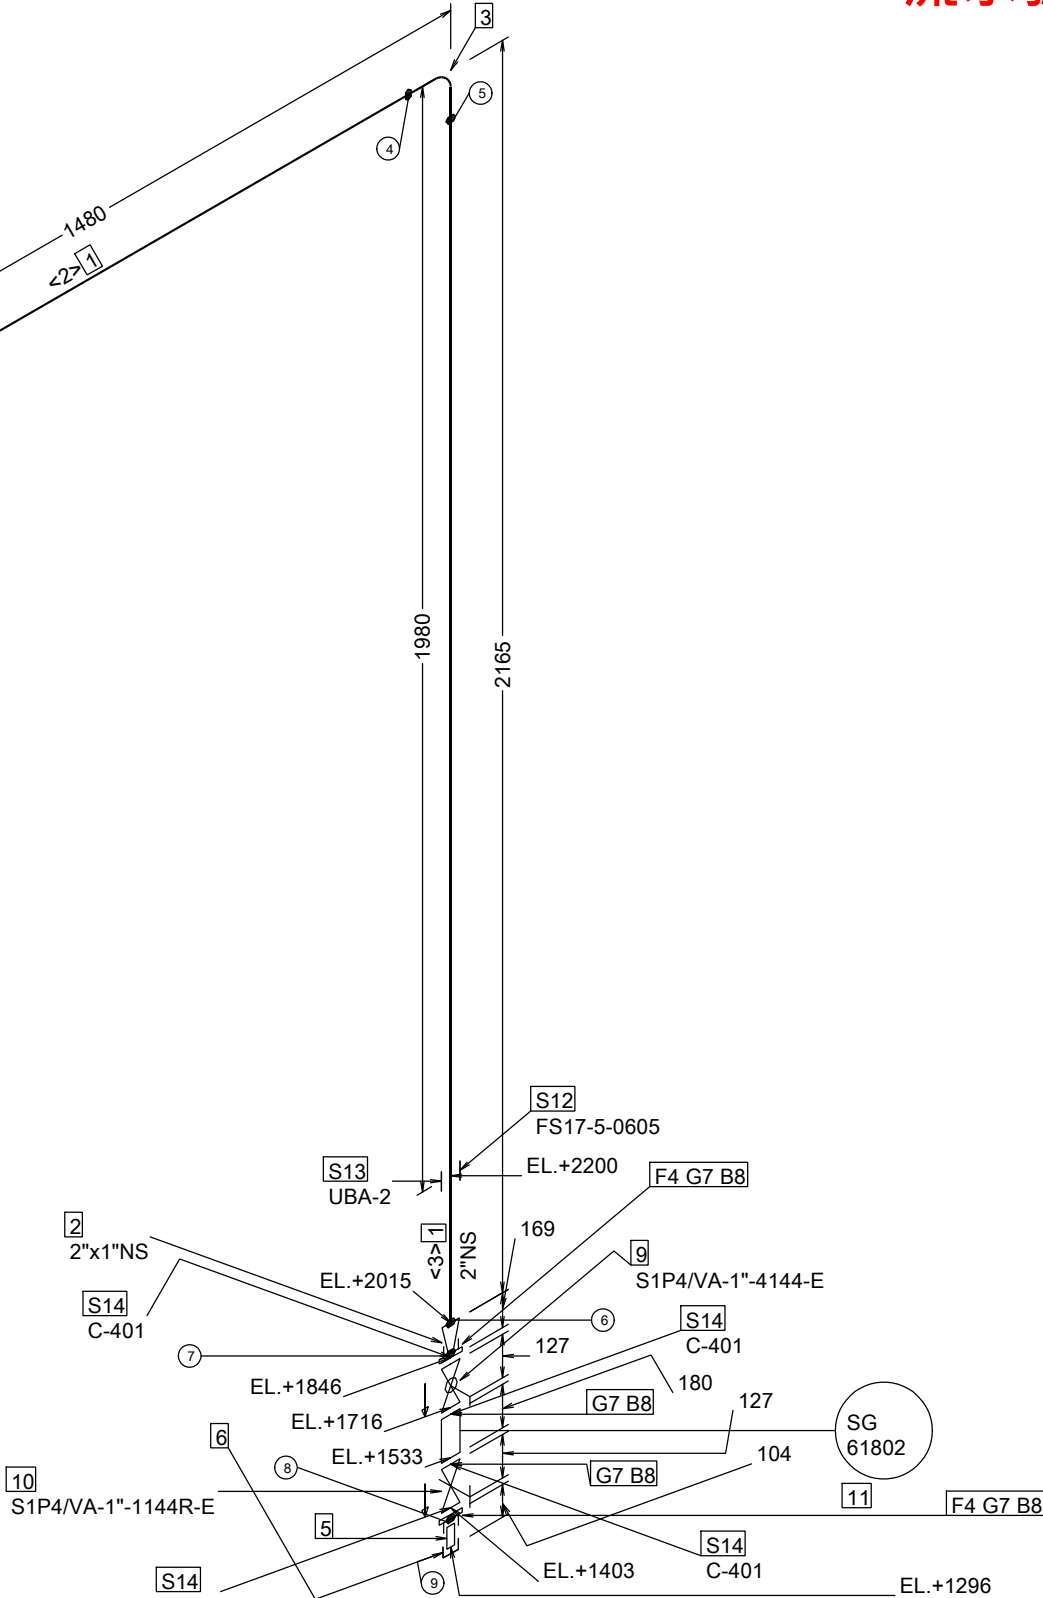 3
5
4
1480
<2> 1
1980
2165
S12
FS17-5-0605
S13
UBA-2
EL.+2200
F4 G7 B8
2
2"x1"NS
<3> 1
2"NS
169
9
S1P4/VA-1"-4144-E
EL.+2015
S14
C-401
6
S14
C-401
7
127
EL.+1846
180
G7 B8
127
EL.+1716
SG
61802
6
EL.+1533
104
8
G7 B8
10
S1P4/VA-1"-1144R-E
11
F4 G7 B8
5
S14
C-401
EL.+1403
S14
9
EL.+1296